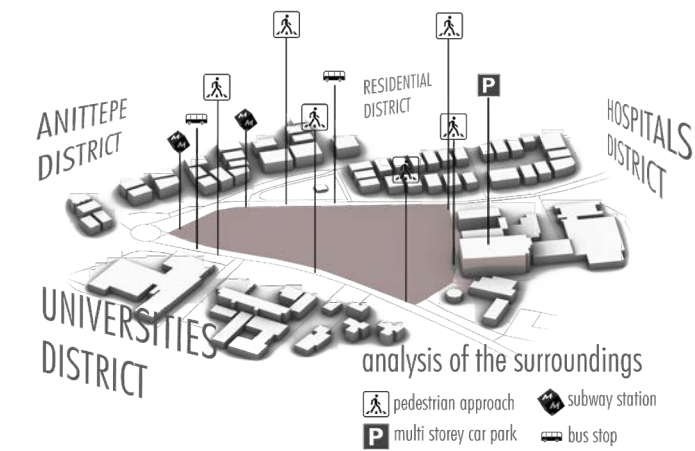 RESIDENTIAL
DISTRICT
P
ANITTEPE
DISTRICT
HOSPITALS
DISTRICT
M M
M M
UNIVERSITIES
DISTRICT
analysis of the surroundings
pedestrian approach
M M
subway station
P
multi storey car park
bus stop